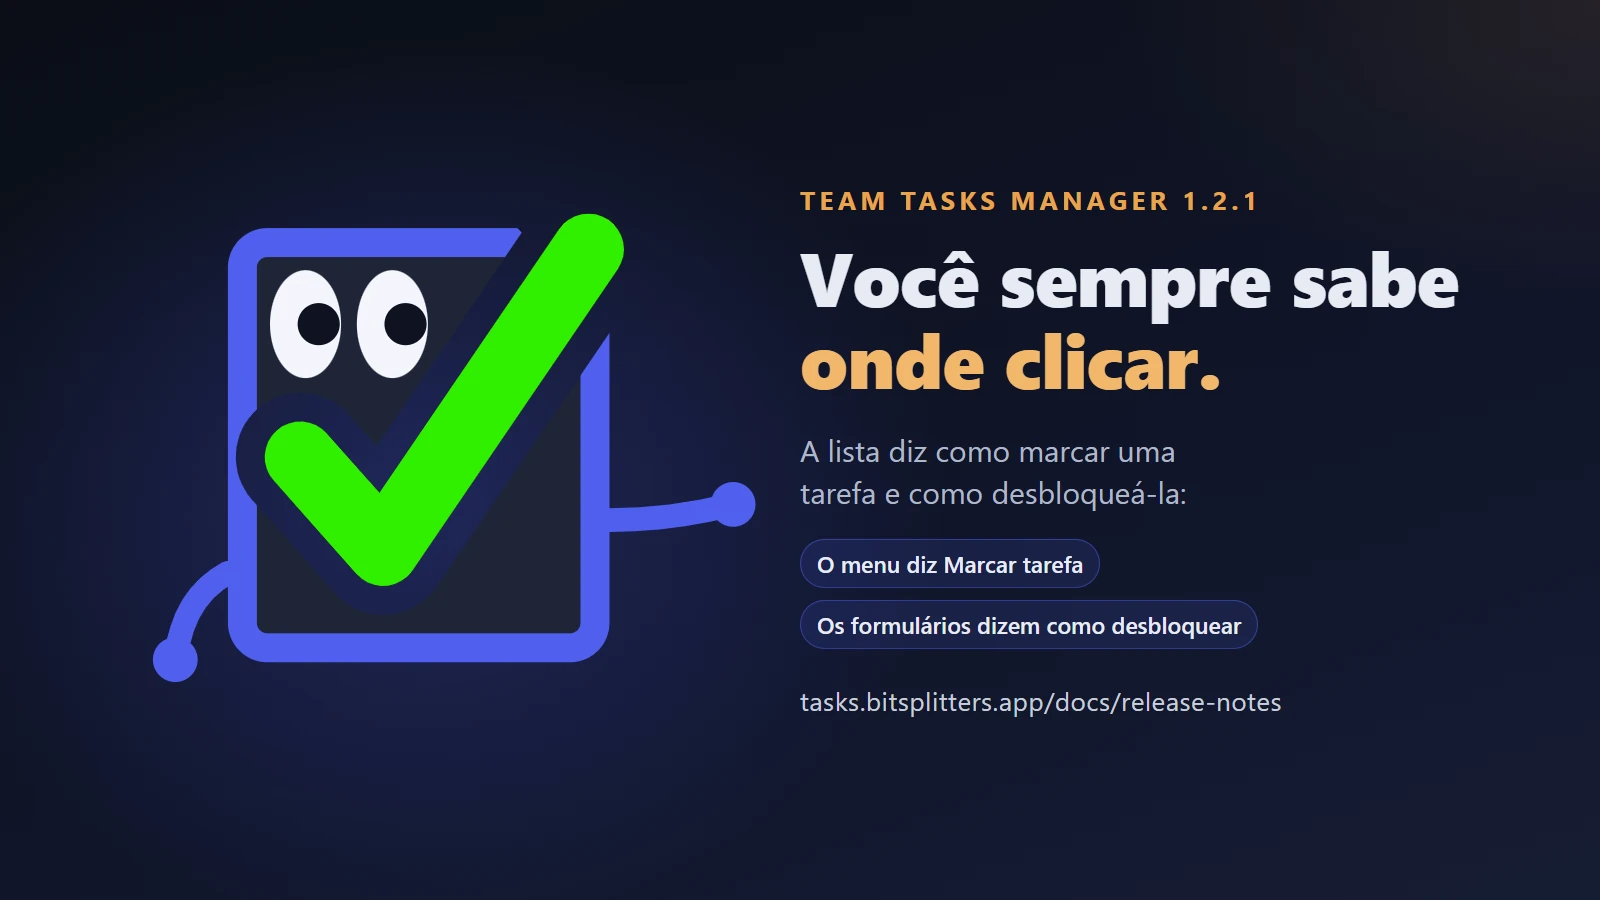 TEAM TASKS MANAGER 1.2.1
Você sempre sabe
onde clicar.
A lista diz como marcar uma
tarefa e como desbloqueá-la:
O menu diz Marcar tarefa
Os formulários dizem como desbloquear
tasks.bitsplitters.app/docs/release-notes